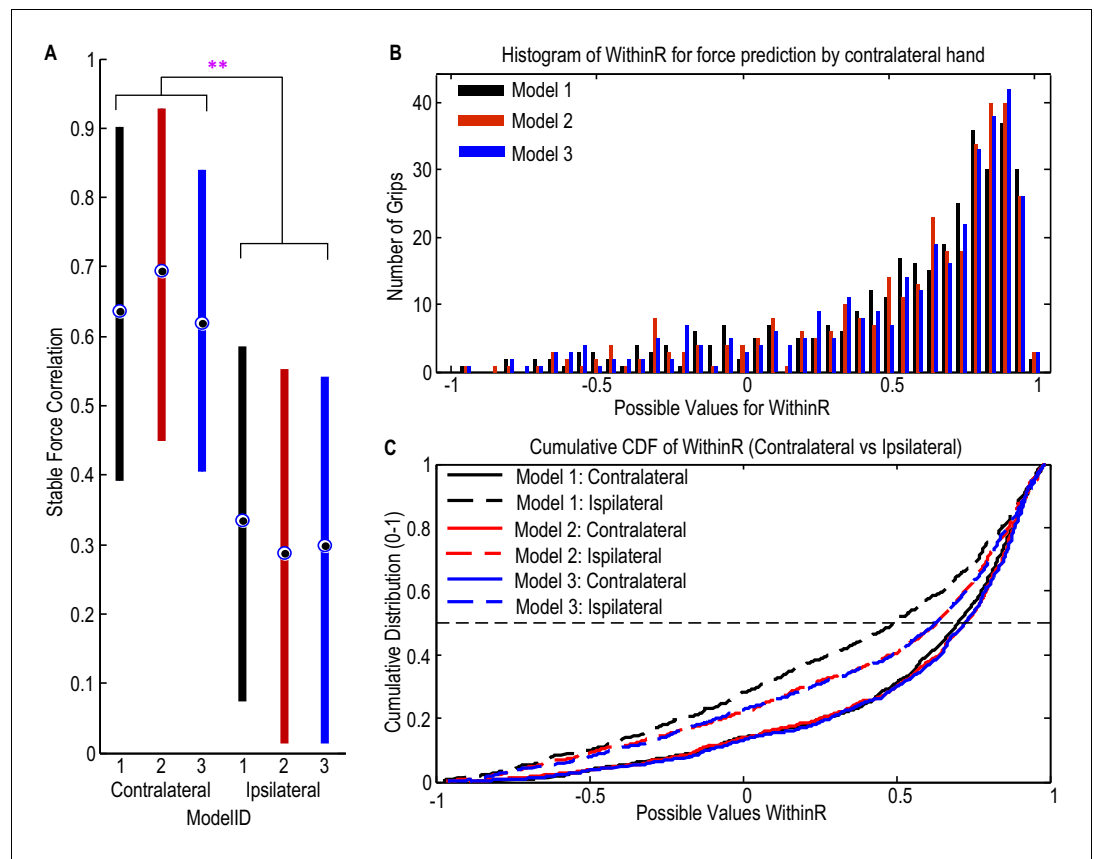 A
**
1
0.9
0.8
0.7
0.6
0.5
0.4
0.3
0.2
0.1
0
Stable Force Correlation
1 2 3 1 2 3
Contralateral Ipsilateral
ModelID
B
Histogram of WithinR for force prediction by contralateral hand
Model 1
Model 2
Model 3
40
30
20
10
0
Number of Grips
-1 -0.5 0 0.5 1
Possible Values for WithinR
C
Cumulative CDF of WithinR (Contralateral vs Ipsilateral)
Model 1: Contralateral
Model 1: Ispilateral
Model 2: Contralateral
Model 2: Ispilateral
Model 3: Contralateral
Model 3: Ispilateral
1
0.8
0.6
0.4
0.2
0
Cumulative Distribution (0-1)
-1 -0.5 0 0.5 1
Possible Values WithinR